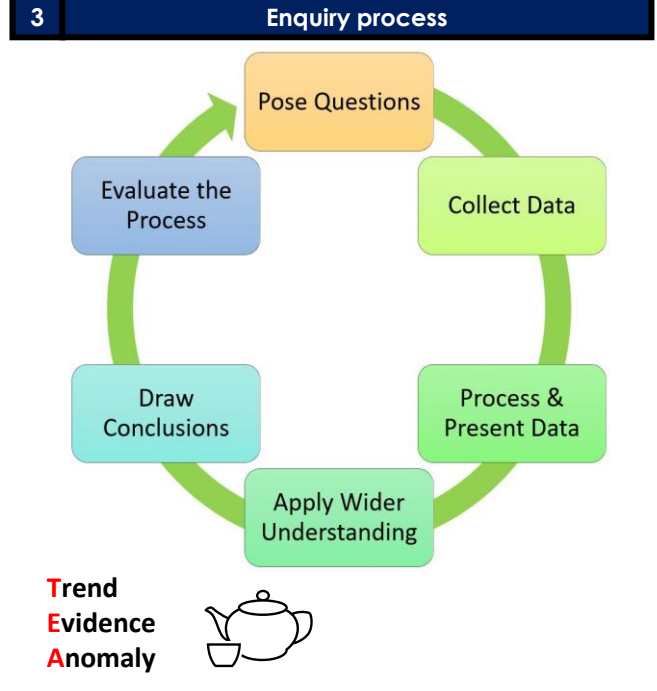 3 Enquiry process
Pose Questions
Collect Data
Process &
Present Data
Apply Wider
Understanding
Draw
Conclusions
Evaluate the
Process
Trend
Evidence
Anomaly